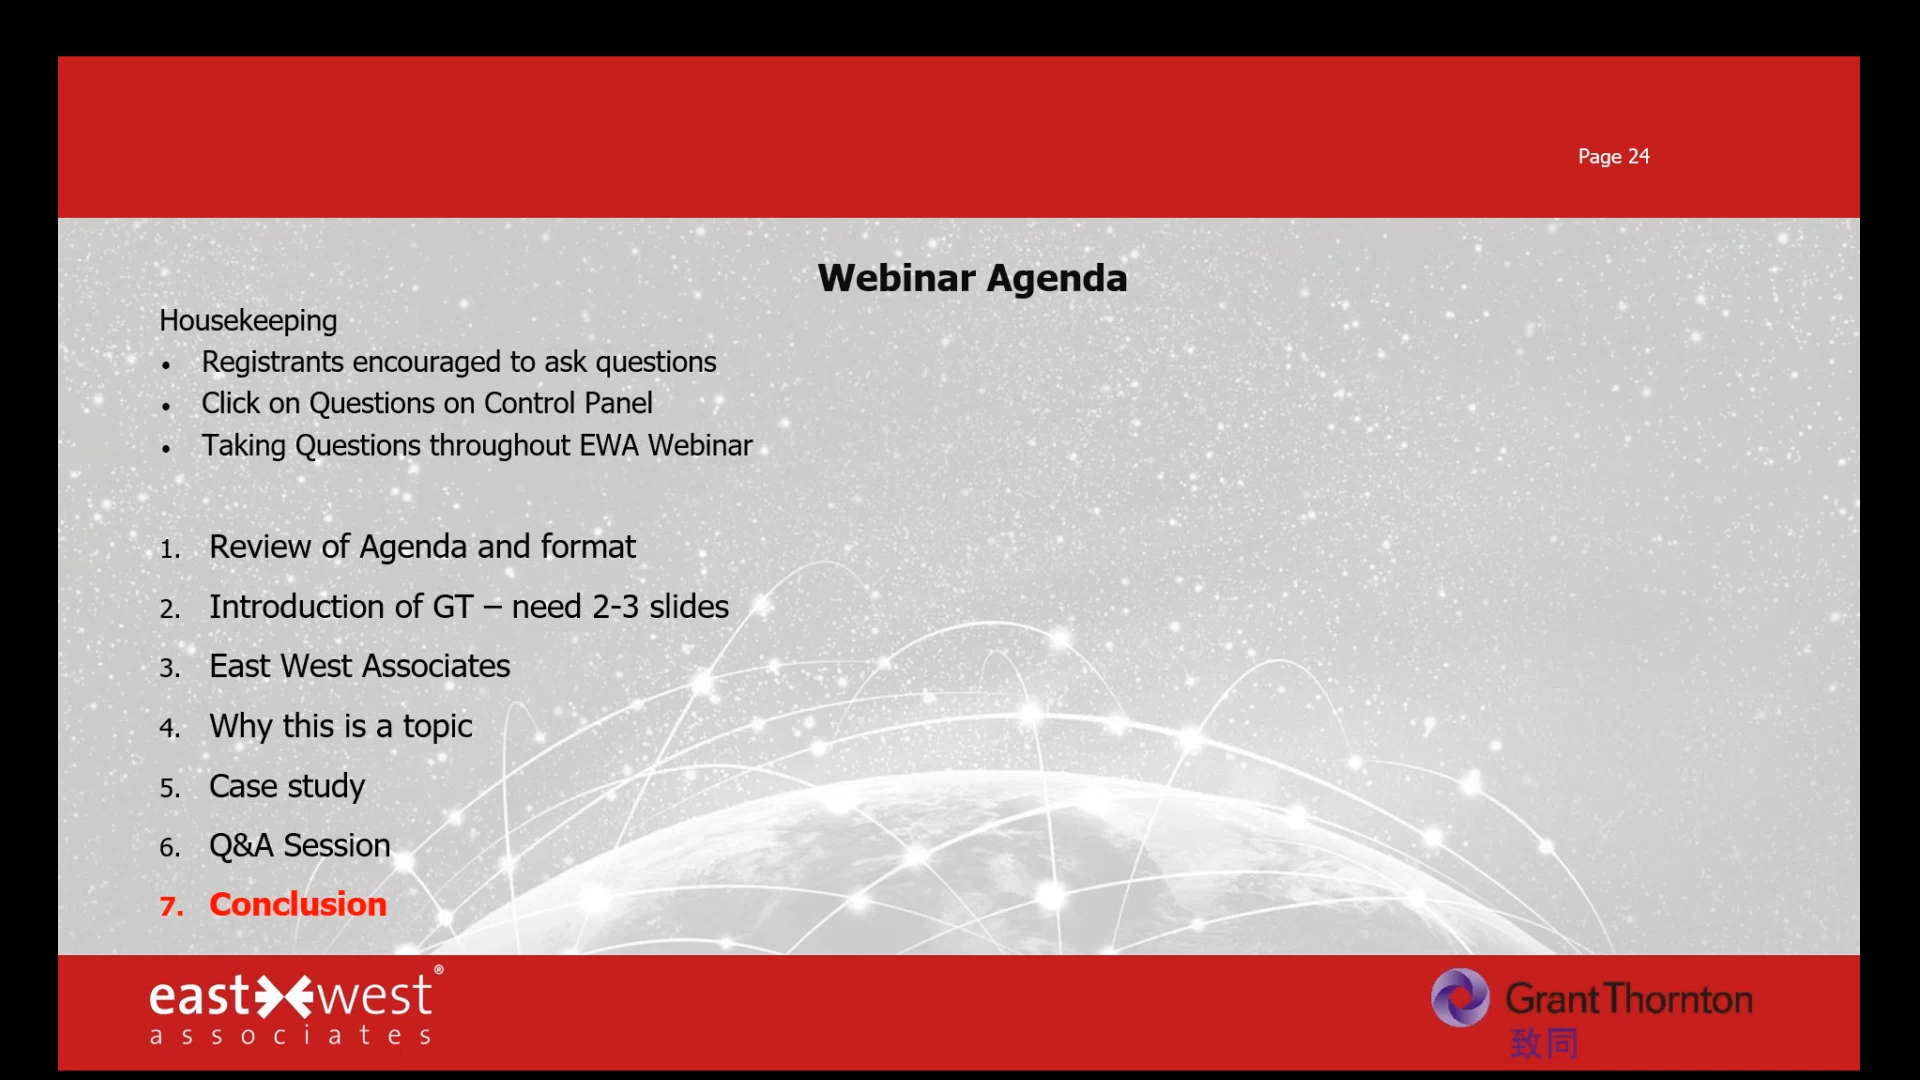 Page 24
Webinar Agenda
Housekeeping
• Registrants encouraged to ask questions
• Click on Questions on Control Panel
• Taking Questions throughout EWA Webinar
1. Review of Agenda and format
2. Introduction of GT – need 2-3 slides
3. East West Associates
4. Why this is a topic
5. Case study
6. Q&A Session
7. Conclusion
east west®
associates
Grant Thornton
致同